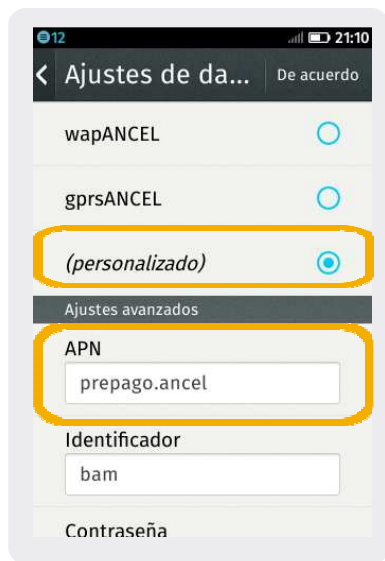 12 21:10
Ajustes de da... De acuerdo
wapANCEL
gprsANCEL
(personalizado)
Ajustes avanzados
APN
prepago.ancel
Identificador
bam
Contraseña